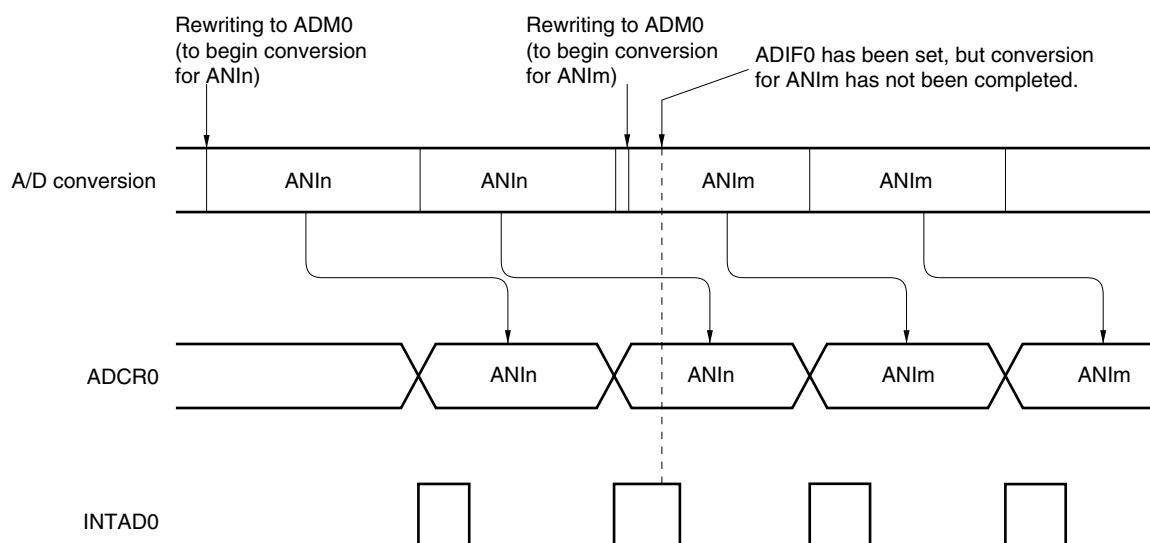 Rewriting to ADM0
(to begin conversion
for ANIn)
Rewriting to ADM0
(to begin conversion
for ANIm)
ADIF0 has been set, but conversion
for ANIm has not been completed.
A/D conversion
ANIn
ANIn
ANIm
ANIm
ADCR0
ANIn
ANIn
ANIm
ANIm
INTAD0